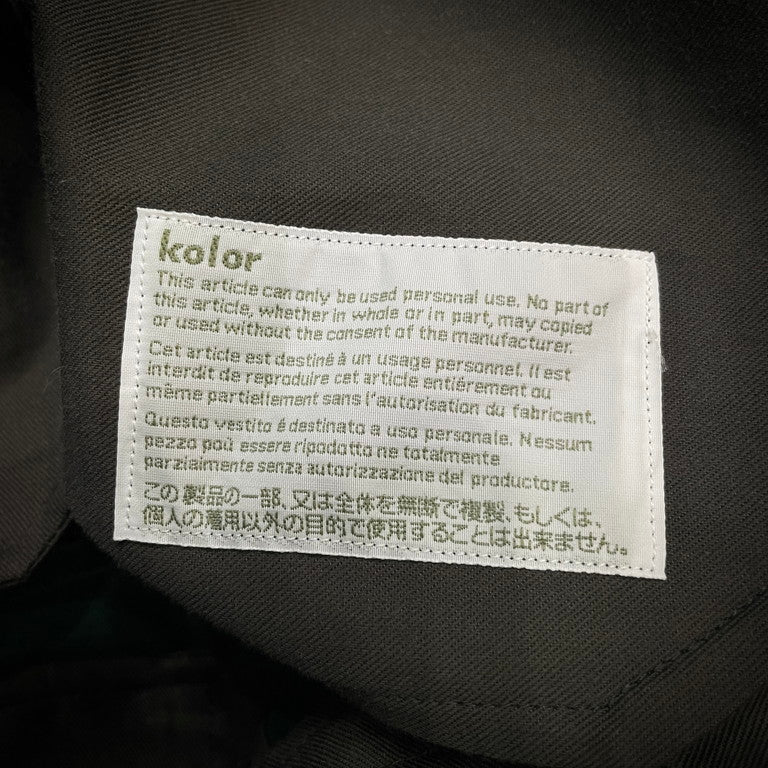 kolor
This article can only be used personal use. No part of
this article, whether in whole or in part, may copied
or used without the consent of the manufacturer.
Cet article est destiné à un usage personnel. Il est
interdit de reproduire cet article entiérement ou
même partiellement sans l'autorisation du fabricant.
Questo vestito é destinato a uso personale. Nessum
pezzo poú essere ripodotto ne totalmente
parzialmente senza autorizzazione del productore.
この製品の一部、又は全体を無断で複製、もしくは、
個人の着用以外の目的で使用することは出来ません。